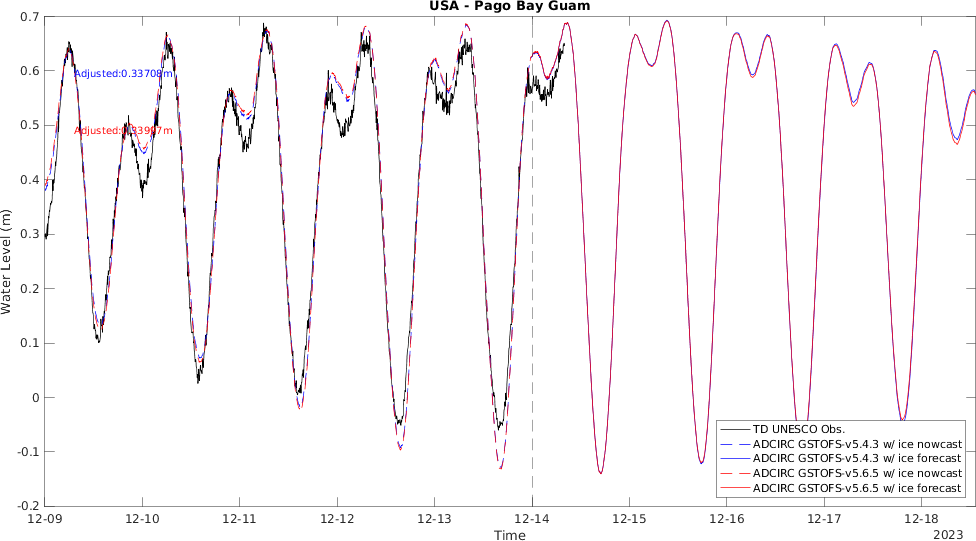 USA - Pago Bay Guam
0.7
0.6
0.5
0.4
0.3
0.2
0.1
0
-0.1
-0.2
Water Level (m)
Adjusted:0.33708m
Adjusted:0.33997m
TD UNESCO Obs.
ADCIRC GSTOFS-v5.4.3 w/ ice nowcast
ADCIRC GSTOFS-v5.4.3 w/ ice forecast
ADCIRC GSTOFS-v5.6.5 w/ ice nowcast
ADCIRC GSTOFS-v5.6.5 w/ ice forecast
12-09 12-10 12-11 12-12 12-13 12-14 12-15 12-16 12-17 12-18
Time
2023